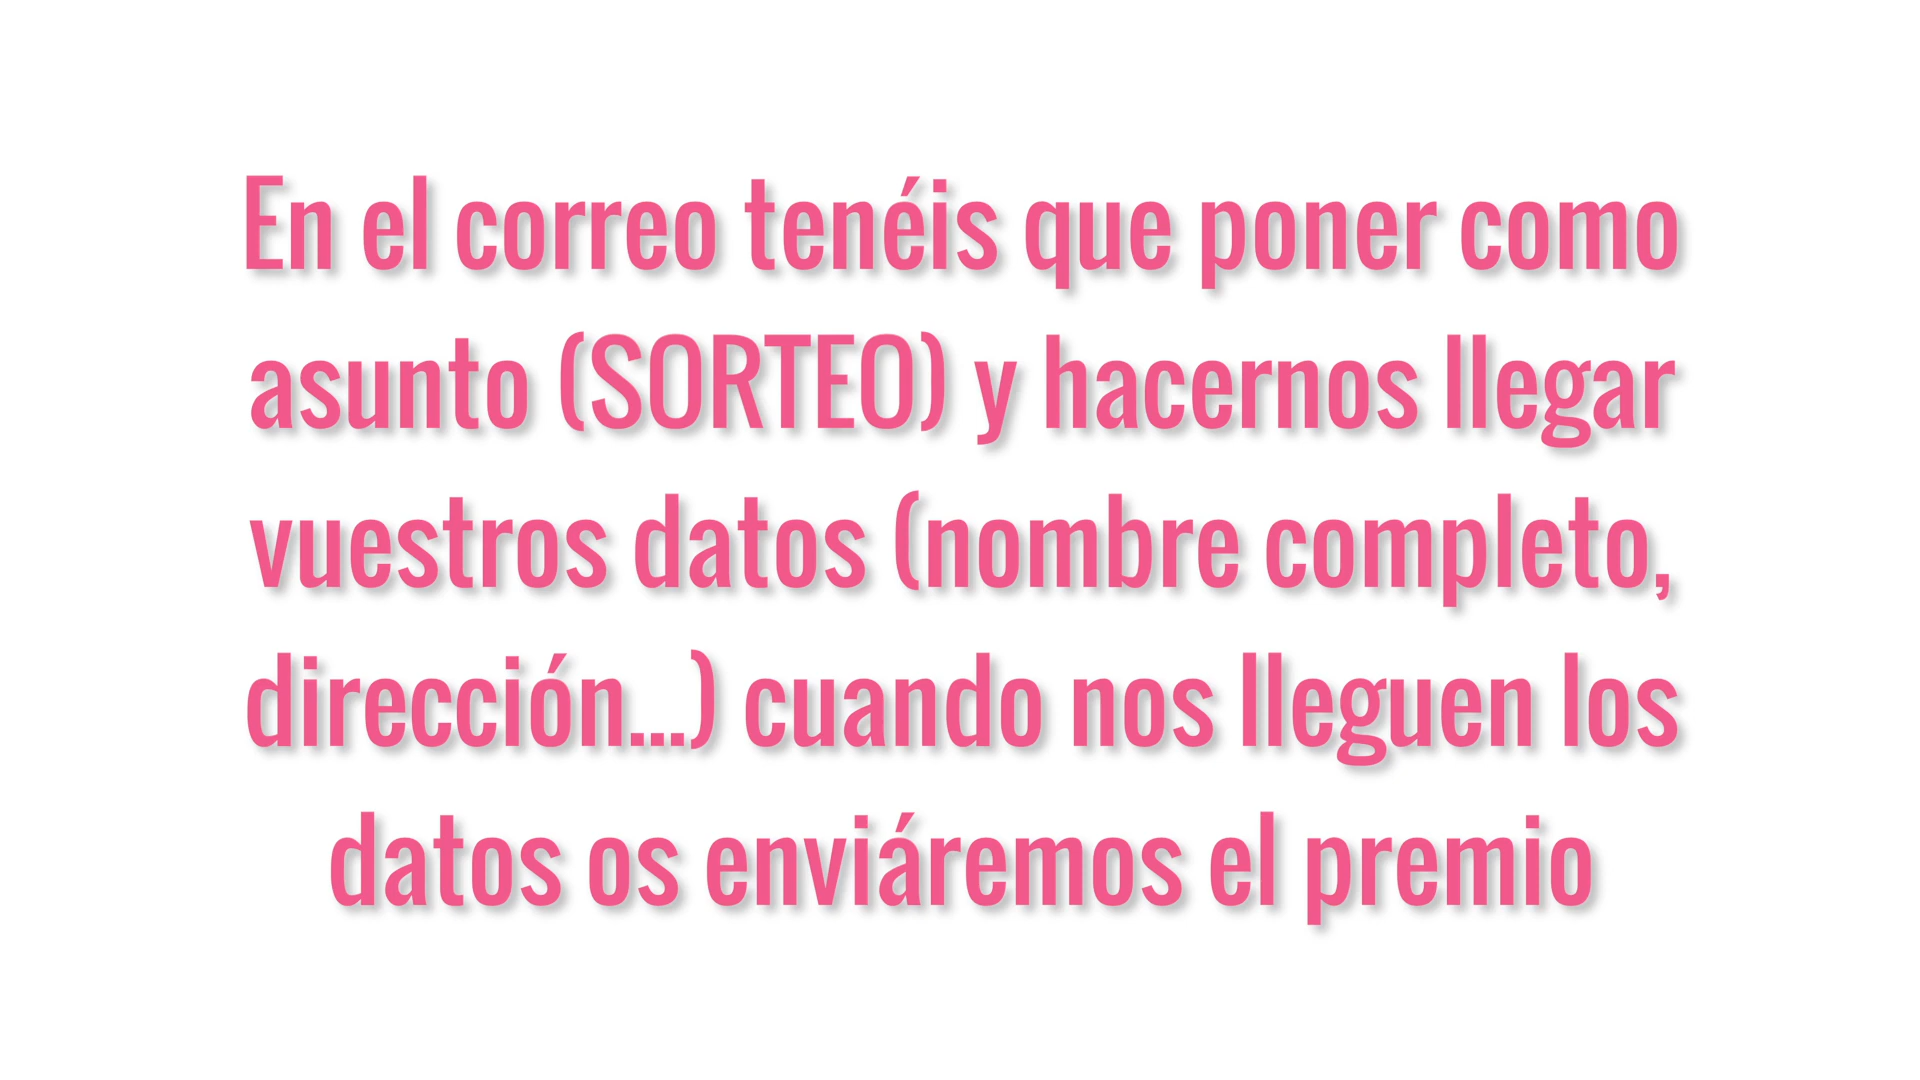 En el correo tenéis que poner como
asunto (SORTEO) y hacernos llegar
vuestros datos (nombre completo,
dirección...) cuando nos lleguen los
datos os enviáremos el premio